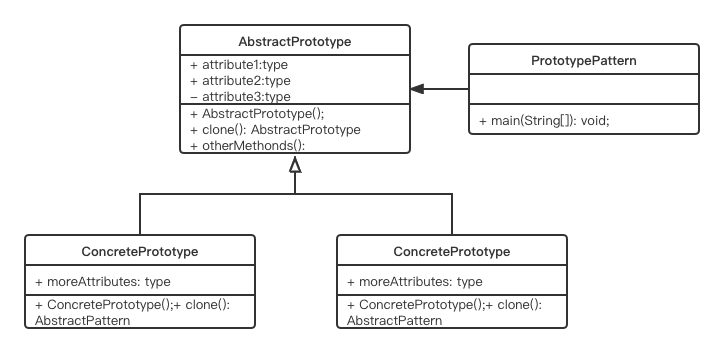 AbstractPrototype
+ attribute1:type
+ attribute2:type
– attribute3:type
+ AbstractPrototype();
+ clone(): AbstractPrototype
+ otherMethonds():
PrototypePattern
+ main(String[]): void;
ConcretePrototype
+ moreAttributes: type
+ ConcretePrototype();+ clone():
AbstractPattern
ConcretePrototype
+ moreAttributes: type
+ ConcretePrototype();+ clone():
AbstractPattern